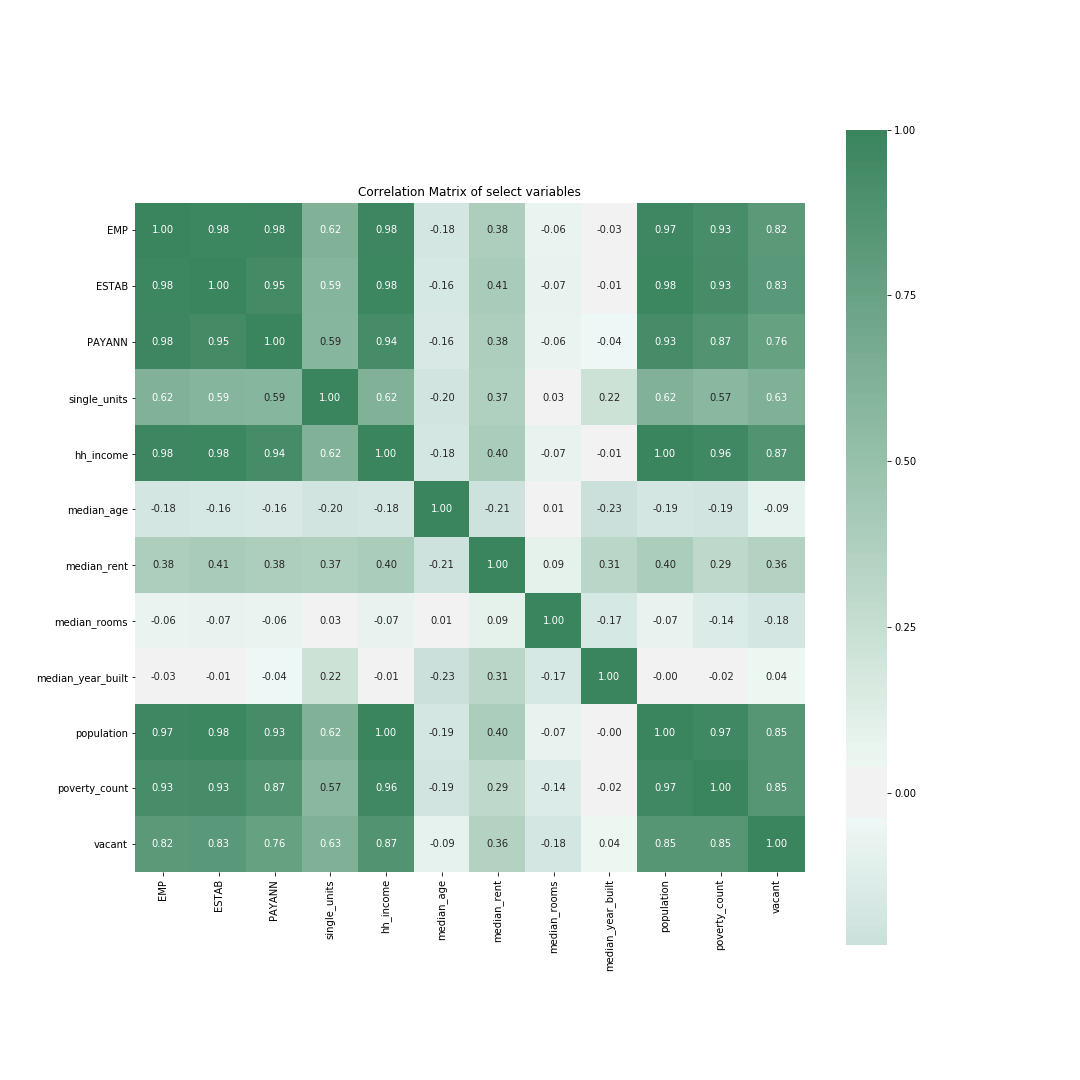 Correlation Matrix of select variables
EMP 1.00 0.98 0.98 0.62 0.98 -0.18 0.38 -0.06 -0.03 0.97 0.93 0.82
ESTAB 0.98 1.00 0.95 0.59 0.98 -0.16 0.41 -0.07 -0.01 0.98 0.93 0.83
PAYANN 0.98 0.95 1.00 0.59 0.94 -0.16 0.38 -0.06 -0.04 0.93 0.87 0.76
single_units 0.62 0.59 0.59 1.00 0.62 -0.20 0.37 0.03 0.22 0.62 0.57 0.63
hh_income 0.98 0.98 0.94 0.62 1.00 -0.18 0.40 -0.07 -0.01 1.00 0.96 0.87
median_age -0.18 -0.16 -0.16 -0.20 -0.18 1.00 -0.21 0.01 -0.23 -0.19 -0.19 -0.09
median_rent 0.38 0.41 0.38 0.37 0.40 -0.21 1.00 0.09 0.31 0.40 0.29 0.36
median_rooms -0.06 -0.07 -0.06 0.03 -0.07 0.01 0.09 1.00 -0.17 -0.07 -0.14 -0.18
median_year_built -0.03 -0.01 -0.04 0.22 -0.01 -0.23 0.31 -0.17 1.00 -0.00 -0.02 0.04
population 0.97 0.98 0.93 0.62 1.00 -0.19 0.40 -0.07 -0.00 1.00 0.97 0.85
poverty_count 0.93 0.93 0.87 0.57 0.96 -0.19 0.29 -0.14 -0.02 0.97 1.00 0.85
vacant 0.82 0.83 0.76 0.63 0.87 -0.09 0.36 -0.18 0.04 0.85 0.85 1.00
EMP ESTAB PAYANN single_units hh_income median_age median_rent median_rooms median_year_built population poverty_count vacant
1.00
0.75
0.50
0.25
0.00